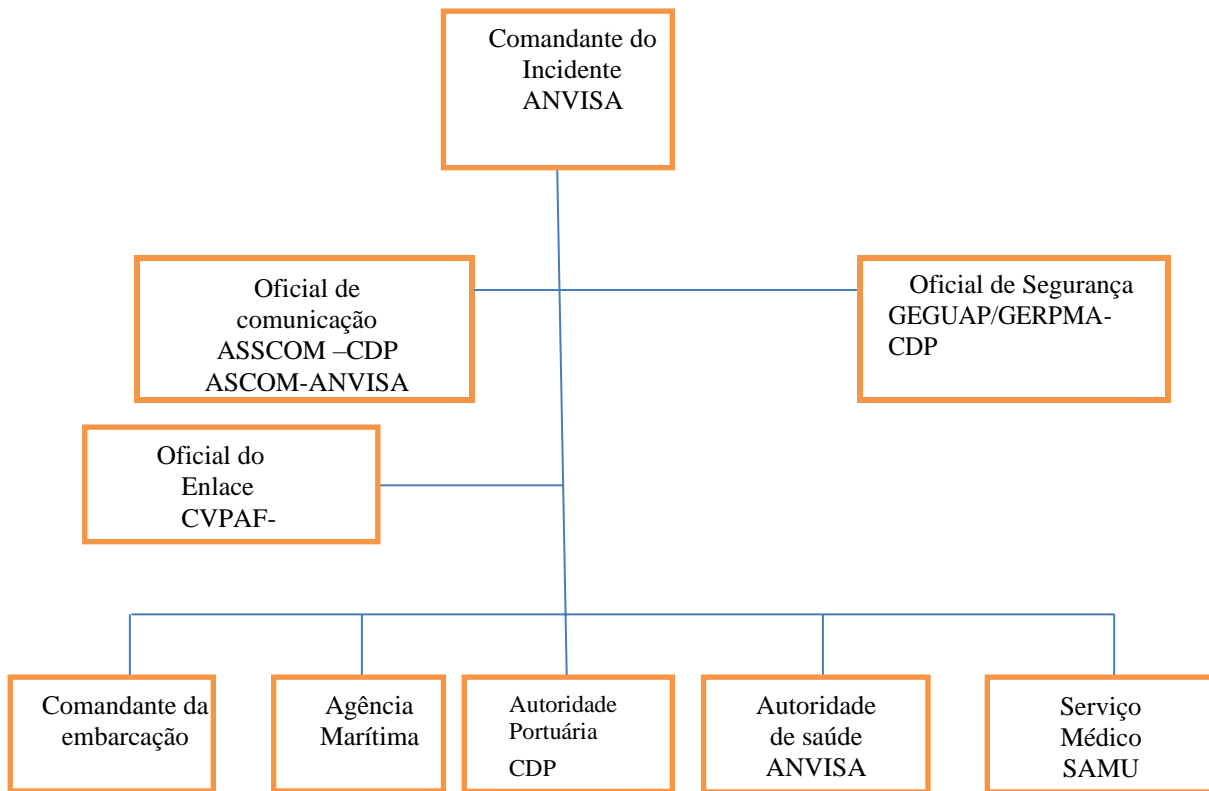 Comandante do
Incidente
ANVISA
Oficial de
comunicação
ASSCOM –CDP
ASCOM-ANVISA
Oficial de Segurança
GEGUAP/GERPMA-
CDP
Oficial do
Enlace
CVPAF-
Comandante da
embarcação
Agência
Marítima
Autoridade
Portuária
CDP
Autoridade
de saúde
ANVISA
Serviço
Médico
SAMU